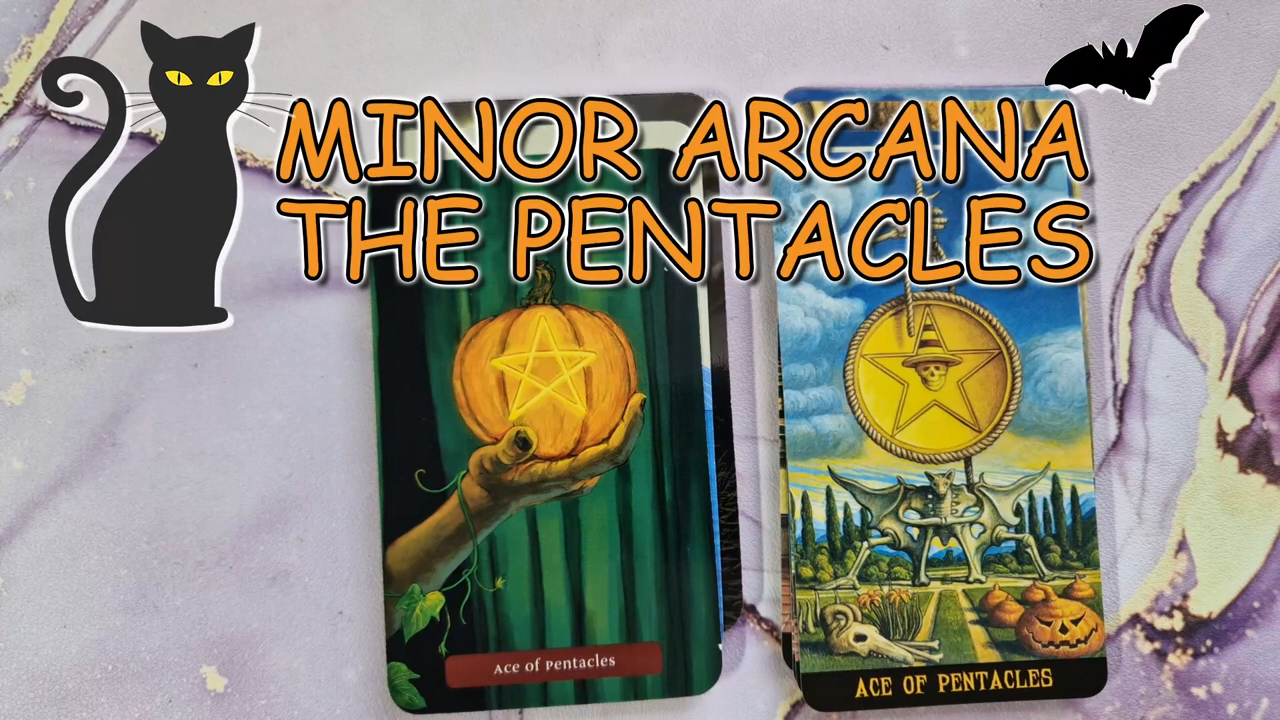 MINOR ARCANA
THE PENTACLES
Ace of Pentacles
ACE OF PENTACLES